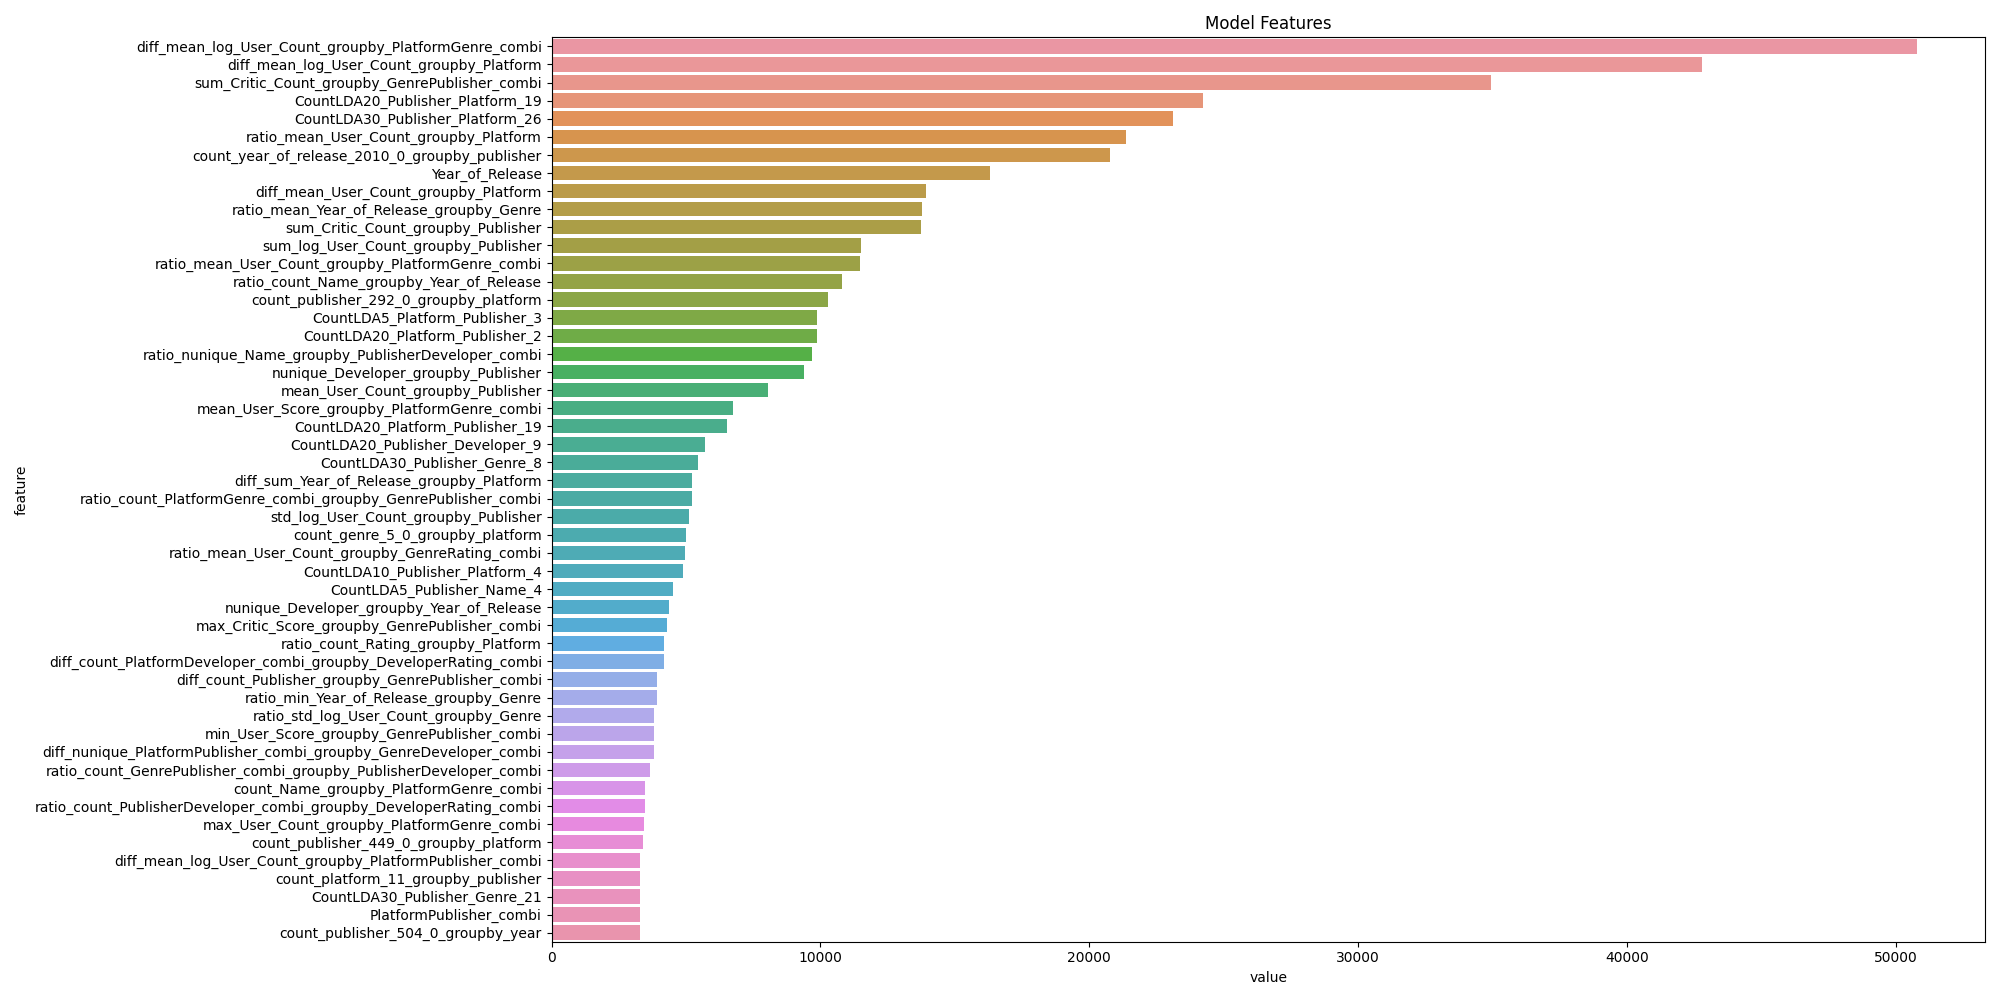 Model Features
diff_mean_log_User_Count_groupby_PlatformGenre_combi
diff_mean_log_User_Count_groupby_Platform
sum_Critic_Count_groupby_GenrePublisher_combi
CountLDA20_Publisher_Platform_19
CountLDA30_Publisher_Platform_26
ratio_mean_User_Count_groupby_Platform
count_year_of_release_2010_0_groupby_publisher
Year_of_Release
diff_mean_User_Count_groupby_Platform
ratio_mean_Year_of_Release_groupby_Genre
sum_Critic_Count_groupby_Publisher
sum_log_User_Count_groupby_Publisher
ratio_mean_User_Count_groupby_PlatformGenre_combi
ratio_count_Name_groupby_Year_of_Release
count_publisher_292_0_groupby_platform
CountLDA5_Platform_Publisher_3
CountLDA20_Platform_Publisher_2
ratio_nunique_Name_groupby_PublisherDeveloper_combi
nunique_Developer_groupby_Publisher
mean_User_Count_groupby_Publisher
mean_User_Score_groupby_PlatformGenre_combi
CountLDA20_Platform_Publisher_19
CountLDA20_Publisher_Developer_9
CountLDA30_Publisher_Genre_8
diff_sum_Year_of_Release_groupby_Platform
ratio_count_PlatformGenre_combi_groupby_GenrePublisher_combi
std_log_User_Count_groupby_Publisher
count_genre_5_0_groupby_platform
ratio_mean_User_Count_groupby_GenreRating_combi
CountLDA10_Publisher_Platform_4
CountLDA5_Publisher_Name_4
nunique_Developer_groupby_Year_of_Release
max_Critic_Score_groupby_GenrePublisher_combi
ratio_count_Rating_groupby_Platform
diff_count_PlatformDeveloper_combi_groupby_DeveloperRating_combi
diff_count_Publisher_groupby_GenrePublisher_combi
ratio_min_Year_of_Release_groupby_Genre
ratio_std_log_User_Count_groupby_Genre
min_User_Score_groupby_GenrePublisher_combi
diff_nunique_PlatformPublisher_combi_groupby_GenreDeveloper_combi
ratio_count_GenrePublisher_combi_groupby_PublisherDeveloper_combi
count_Name_groupby_PlatformGenre_combi
ratio_count_PublisherDeveloper_combi_groupby_DeveloperRating_combi
max_User_Count_groupby_PlatformGenre_combi
count_publisher_449_0_groupby_platform
diff_mean_log_User_Count_groupby_PlatformPublisher_combi
count_platform_11_groupby_publisher
CountLDA30_Publisher_Genre_21
PlatformPublisher_combi
count_publisher_504_0_groupby_year
feature
0 10000 20000 30000 40000 50000
value